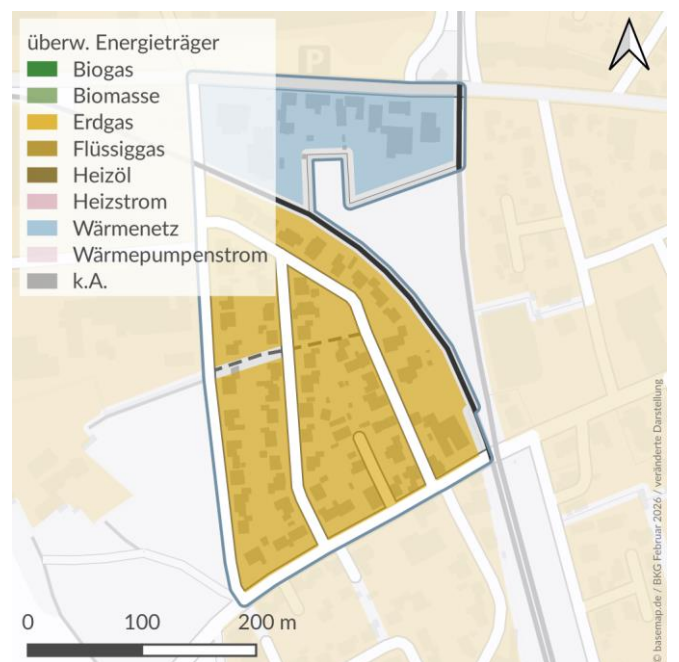 überw. Energieträger
Biogas
Biomasse
Erdgas
Flüssiggas
Heizöl
Heizstrom
Wärmenetz
Wärmepumpenstrom
k.A.
P
0 100 200 m
© basemap.de / BKG Februar 2026 / veränderte Darstellung